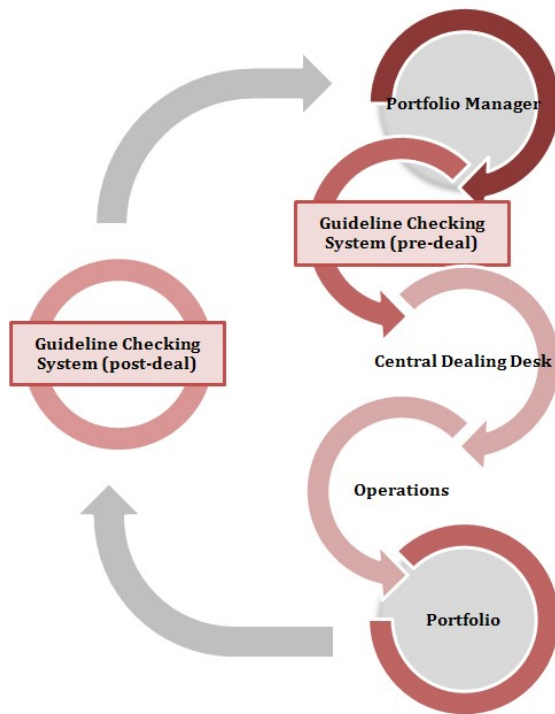 Portfolio Manager
Guideline Checking
System (pre-deal)
Guideline Checking
System (post-deal)
Central Dealing Desk
Operations
Portfolio